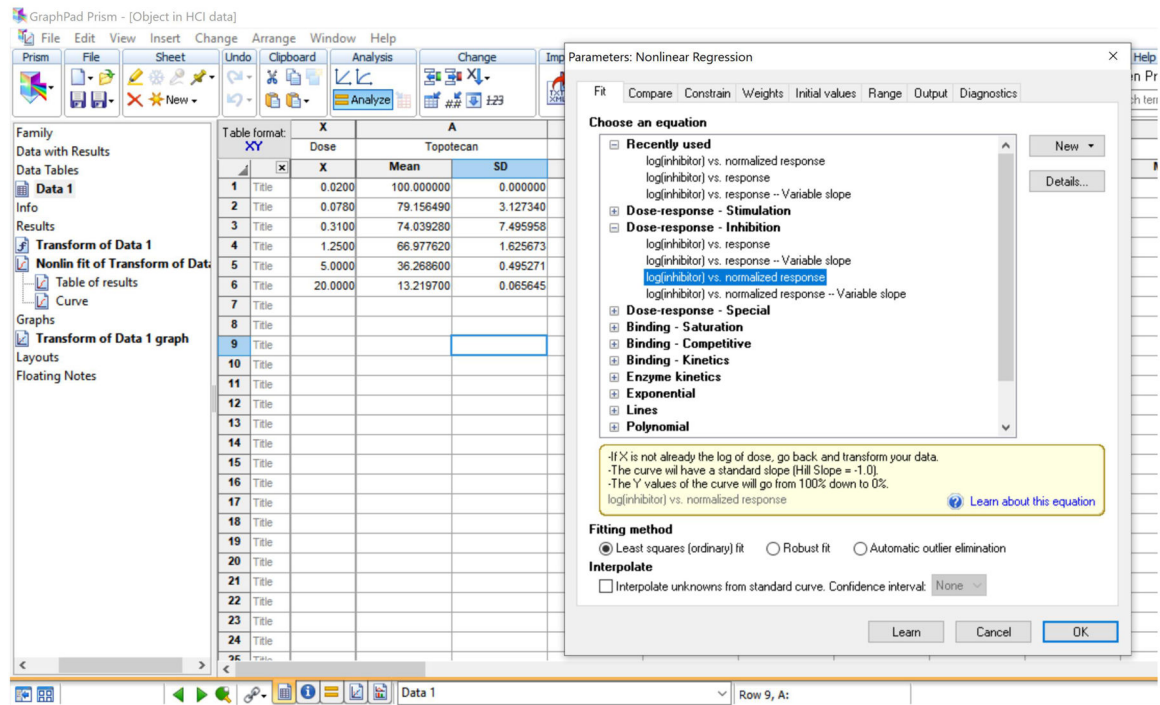 GraphPad Prism - [Object in HCI data]
File Edit View Insert Change Arrange Window Help
Prism File Sheet Undo Clipboard Analysis Change Imp Help
New Analyze 123
Parameters: Nonlinear Regression
Fit Compare Constrain Weights Initial values Range Output Diagnostics
Family
Data with Results
Data Tables
Data 1
Info
Results
Transform of Data 1
Nonlin fit of Transform of Data
Table of results
Curve
Graphs
Transform of Data 1 graph
Layouts
Floating Notes
Table format: X A
XY Dose Topotecan
X Mean SD
1 Title 0.0200 100.000000 0.000000
2 Title 0.0780 79.156490 3.127340
3 Title 0.3100 74.039280 7.495958
4 Title 1.2500 66.977620 1.625673
5 Title 5.0000 36.268600 0.495271
6 Title 20.0000 13.219700 0.065645
7 Title
8 Title
9 Title
10 Title
11 Title
12 Title
13 Title
14 Title
15 Title
16 Title
17 Title
18 Title
19 Title
20 Title
21 Title
22 Title
23 Title
24 Title
Choose an equation
Recently used
log(inhibitor) vs. normalized response
log(inhibitor) vs. response
log(inhibitor) vs. response -- Variable slope
Dose-response - Stimulation
Dose-response - Inhibition
log(inhibitor) vs. response
log(inhibitor) vs. response -- Variable slope
log(inhibitor) vs. normalized response
log(inhibitor) vs. normalized response -- Variable slope
Dose-response - Special
Binding - Saturation
Binding - Competitive
Binding - Kinetics
Enzyme kinetics
Exponential
Lines
Polynomial
New
Details...
-If X is not already the log of dose, go back and transform your data.
-The curve wil have a standard slope (Hill Slope = -1.0).
-The Y values of the curve will go from 100% down to 0%.
log(inhibitor) vs. normalized response
Learn about this equation
Fitting method
Least squares (ordinary) fit Robust fit Automatic outlier elimination
Interpolate
Interpolate unknowns from standard curve. Confidence interval: None
Learn Cancel OK
Data 1 Row 9, A: